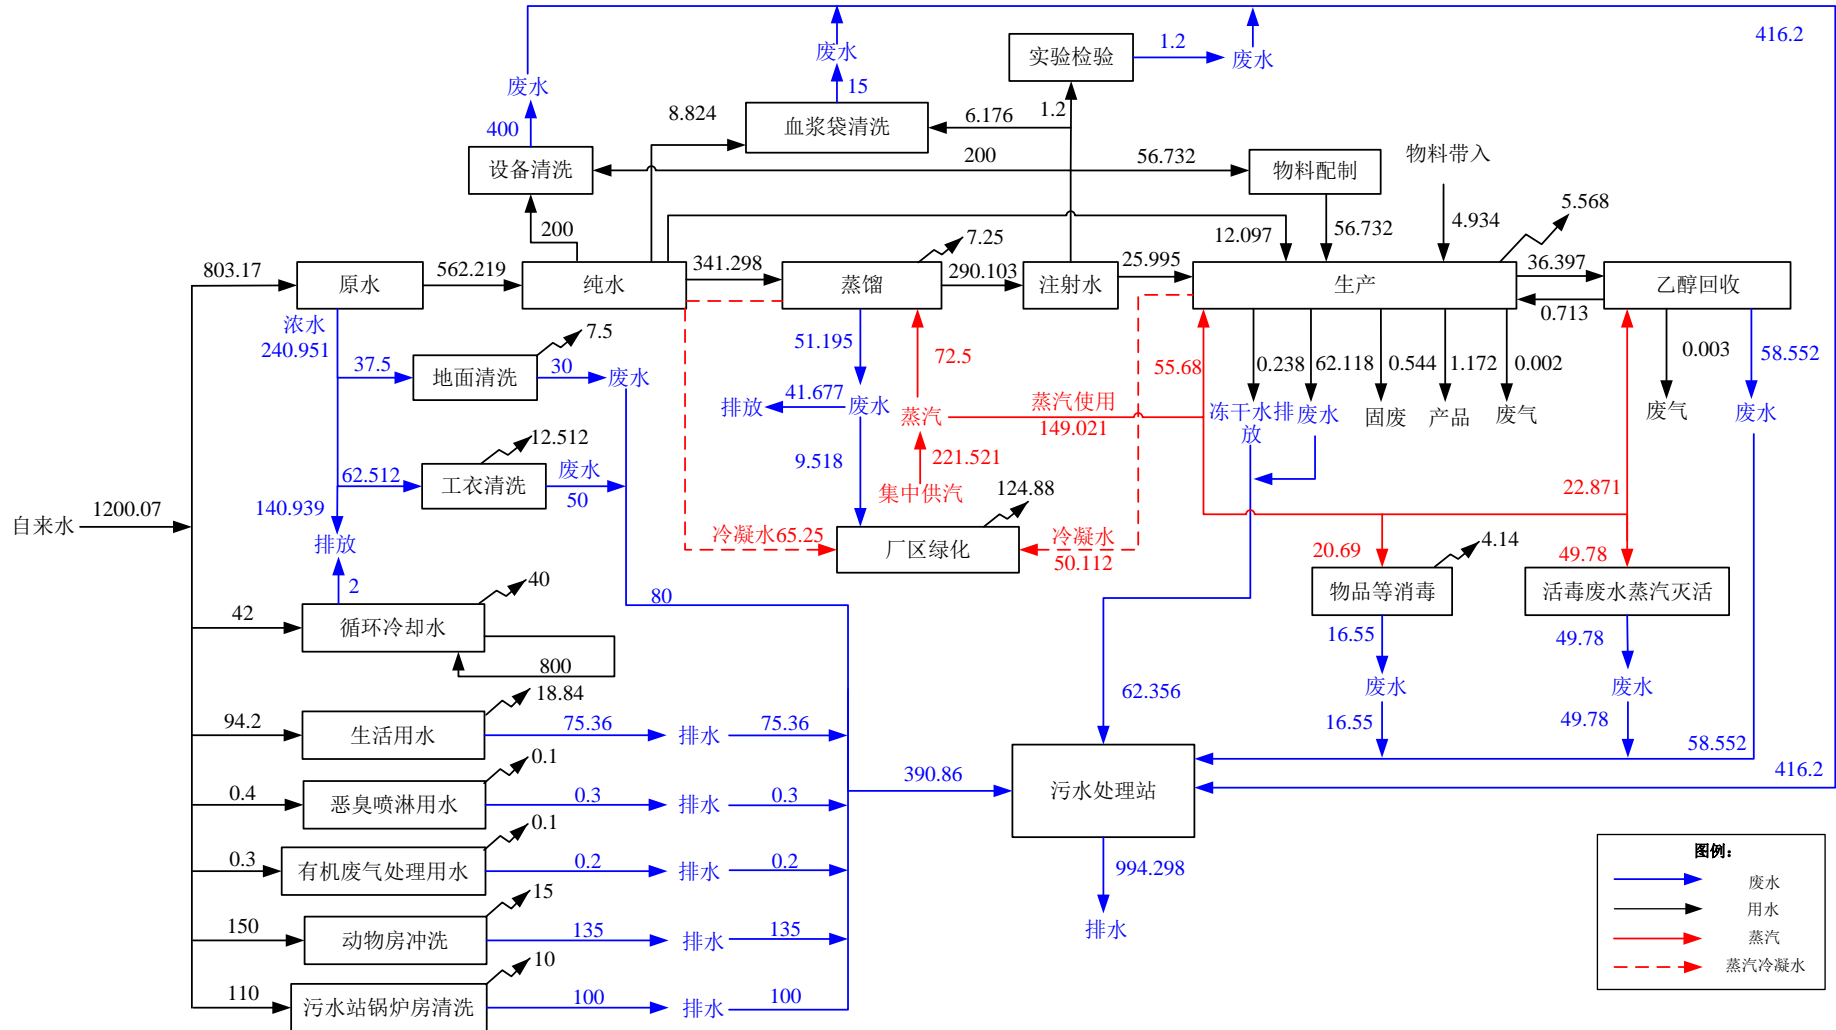 416.2
废水
废水
1.2
废水
实验检验
废水
15
8.824
血浆袋清洗
6.176
1.2
400
设备清洗
200
56.732
物料配制
物料带入
200
12.097
56.732
4.934
5.568
803.17
原水
562.219
纯水
341.298
蒸馏
7.25
290.103
注射水
25.995
生产
36.397
乙醇回收
0.713
浓水
240.951
37.5
地面清洗
7.5
30
废水
51.195
72.5
55.68
0.238
62.118
0.544
1.172
0.002
0.003
58.552
排放
41.677
废水
蒸汽
蒸汽使用
149.021
冻干水排
放
废水
固废
产品
废气
废气
废水
62.512
工衣清洗
12.512
废水
50
9.518
221.521
集中供汽
140.939
排放
自来水
1200.07
冷凝水65.25
厂区绿化
124.88
冷凝水
50.112
22.871
20.69
4.14
49.78
物品等消毒
活毒废水蒸汽灭活
2
40
42
循环冷却水
800
80
16.55
49.78
废水
废水
62.356
16.55
49.78
58.552
416.2
94.2
生活用水
18.84
75.36
排水
75.36
0.4
恶臭喷淋用水
0.1
0.3
排水
0.3
390.86
污水处理站
0.3
有机废气处理用水
0.1
0.2
排水
0.2
994.298
排水
150
动物房冲洗
15
135
排水
135
110
污水站锅炉房清洗
10
100
排水
100
图例：
废水
用水
蒸汽
蒸汽冷凝水